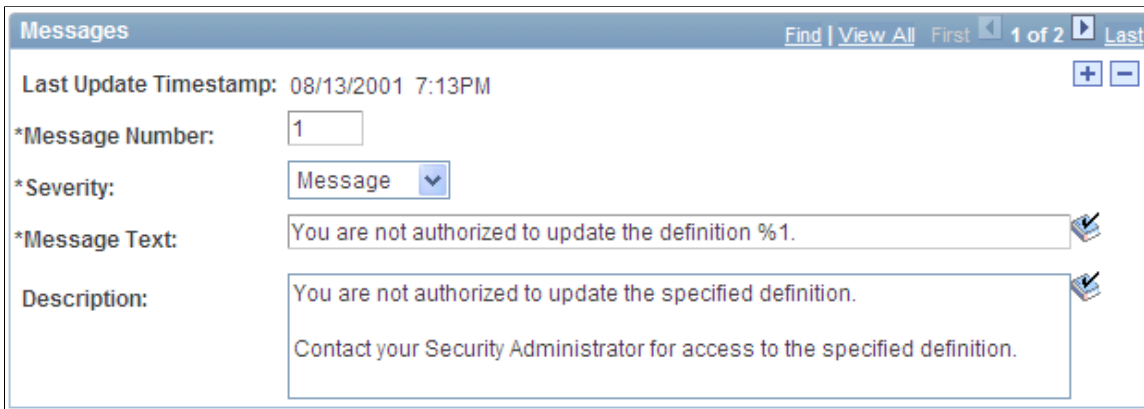 Messages Find | View All First 1 of 2 Last
Last Update Timestamp: 08/13/2001 7:13PM
*Message Number: 1
*Severity: Message
*Message Text: You are not authorized to update the definition %1.
Description: You are not authorized to update the specified definition.
Contact your Security Administrator for access to the specified definition.